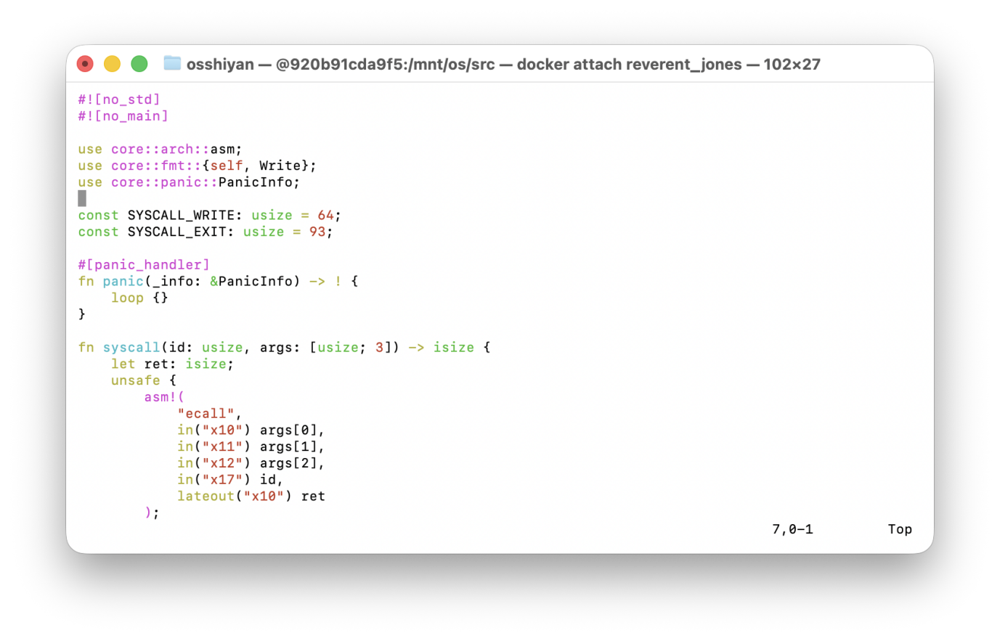 osshiyan — @920b91cda9f5:/mnt/os/src — docker attach reverent_jones — 102×27
#![no_std]
#![no_main]
use core::arch::asm;
use core::fmt::{self, Write};
use core::panic::PanicInfo;
const SYSCALL_WRITE: usize = 64;
const SYSCALL_EXIT: usize = 93;
#[panic_handler]
fn panic(_info: &PanicInfo) -> ! {
    loop {}
}
fn syscall(id: usize, args: [usize; 3]) -> isize {
    let ret: isize;
    unsafe {
        asm!(
            "ecall",
            in("x10") args[0],
            in("x11") args[1],
            in("x12") args[2],
            in("x17") id,
            lateout("x10") ret
        );
7,0-1 Top